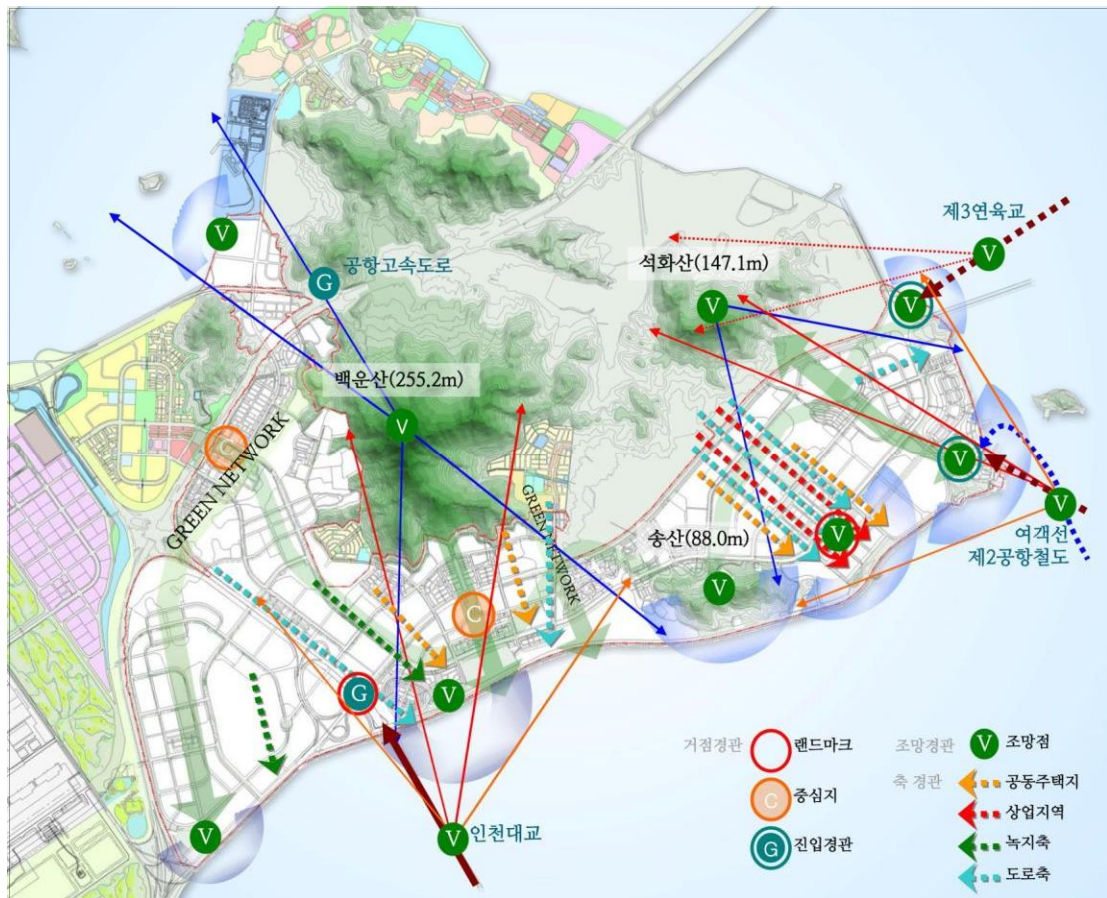 제3연육교
V
V
공항고속도로
석화산(147.1m)
G
V
V
백운산(255.2m)
V
C
GREEN NETWORK
GREEN NETWORK
V
V
여객선
제2공항철도
송산(88.0m)
V
V
C
G
V
V
V
인천대교
거점경관
랜드마크
C
중심지
G
진입경관
조망경관
V
조망점
축 경관
공동주택지
상업지역
녹지축
도로축